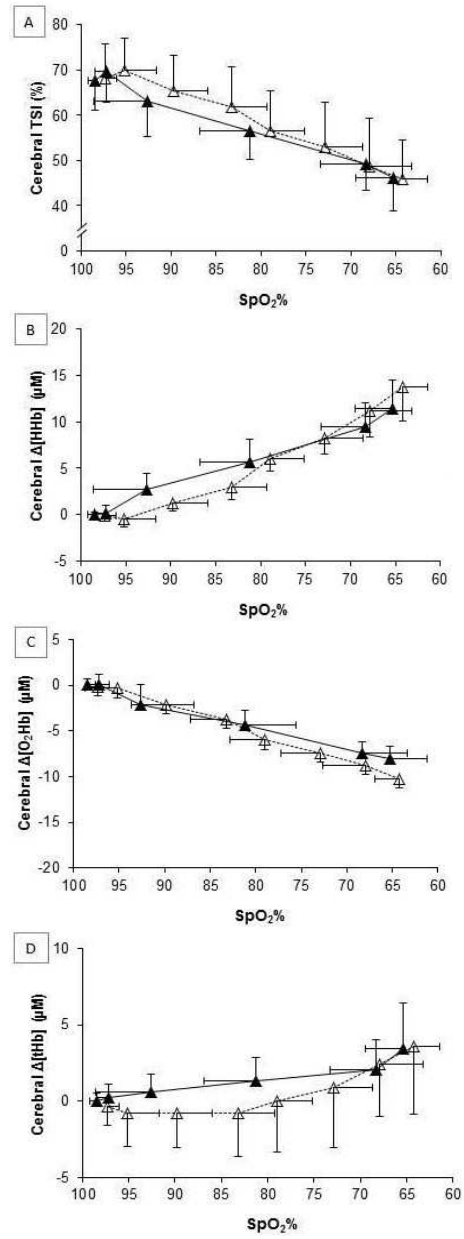 A
80
70
60
50
40
0
Cerebral TSI (%)
100 95 90 85 80 75 70 65 60
SpO₂%
B
20
15
10
5
0
-5
Cerebral Δ[HHb] (µM)
100 95 90 85 80 75 70 65 60
SpO₂%
C
5
0
-5
-10
-15
-20
Cerebral Δ[O₂Hb] (µM)
100 95 90 85 80 75 70 65 60
SpO₂%
D
10
5
0
-5
Cerebral Δ[tHb] (µM)
100 95 90 85 80 75 70 65 60
SpO₂%